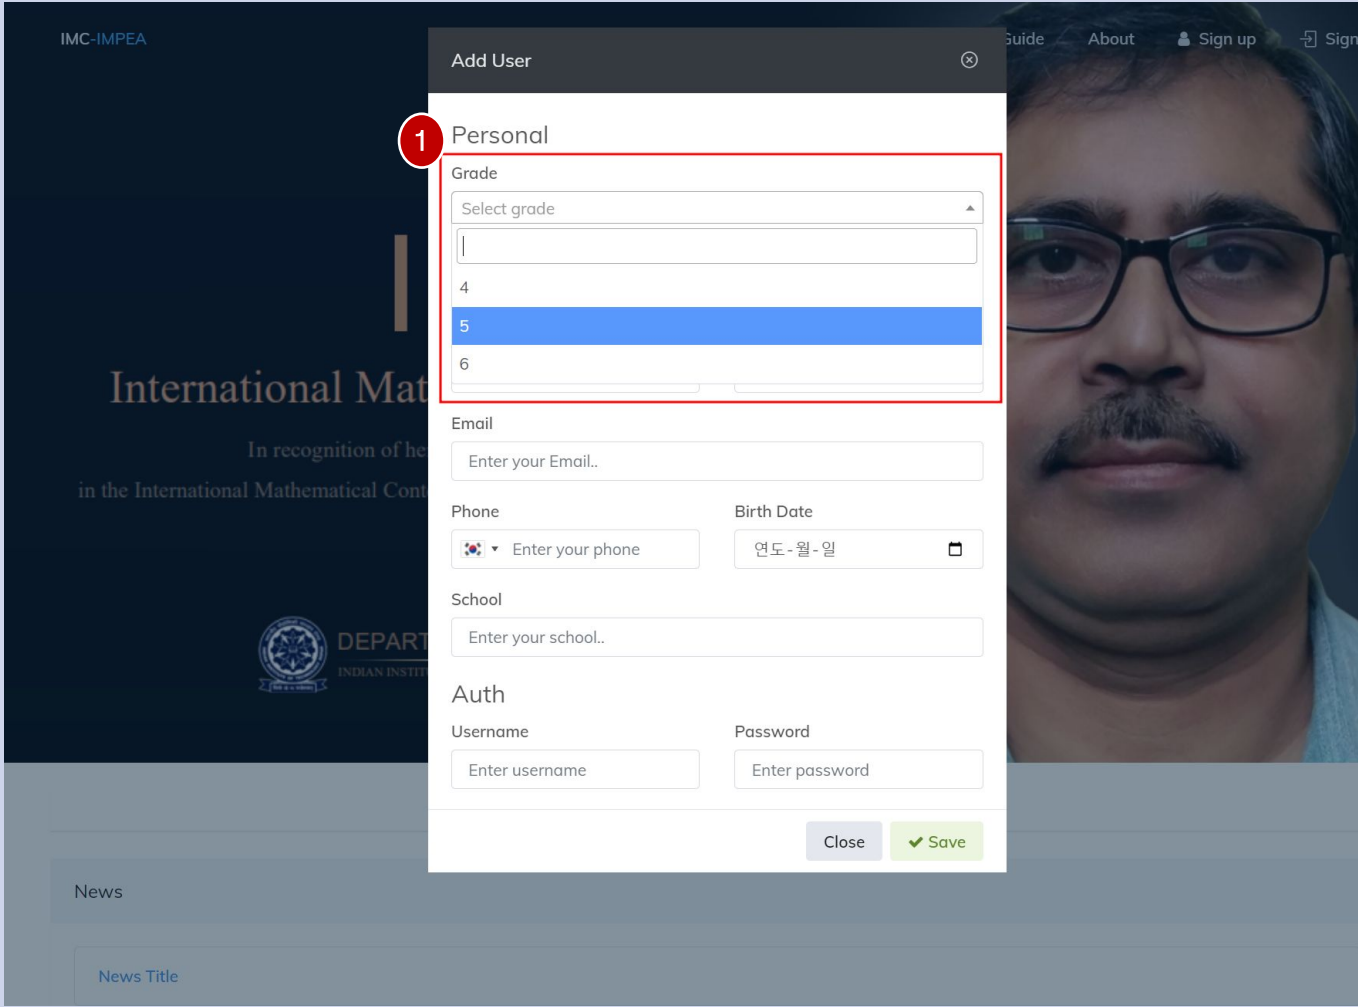 IMC-IMPEA
Guide About Sign up Sign
Add User
1
Personal
Grade
Select grade
4
5
6
International Mat
In recognition of he
in the International Mathematical Cont
Email
Enter your Email..
Phone Birth Date
Enter your phone 연도-월-일
School
Enter your school..
DEPART
INDIAN INSTIT
Auth
Username Password
Enter username Enter password
Close Save
News
News Title